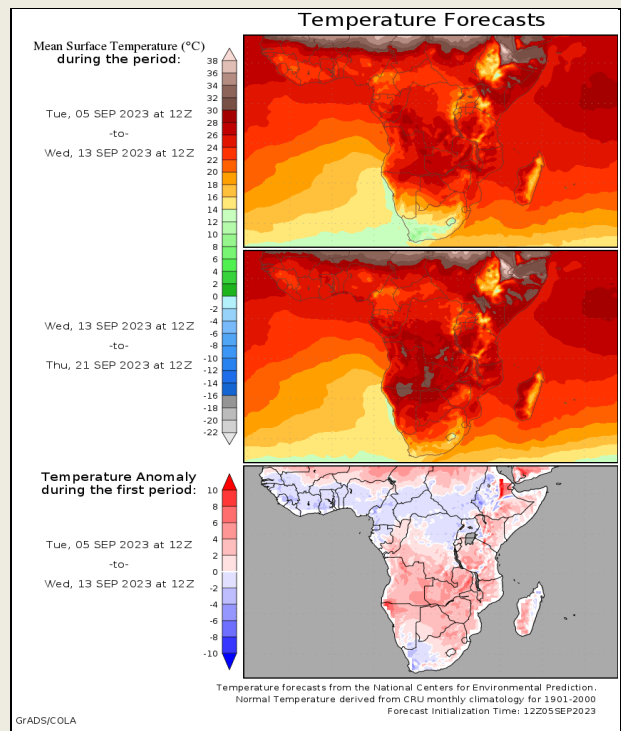 Temperature Forecasts
Mean Surface Temperature (°C)
during the period:
Tue, 05 SEP 2023 at 12Z
-to-
Wed, 13 SEP 2023 at 12Z
38
36
34
32
30
28
26
24
22
20
18
16
14
12
10
8
6
4
2
0
-2
-4
-6
-8
-10
-12
-14
-16
-18
-20
-22
Wed, 13 SEP 2023 at 12Z
-to-
Thu, 21 SEP 2023 at 12Z
Temperature Anomaly
during the first period:
Tue, 05 SEP 2023 at 12Z
-to-
Wed, 13 SEP 2023 at 12Z
10
8
6
4
2
0
-2
-4
-6
-8
-10
Temperature forecasts from the National Centers for Environmental Prediction.
Normal Temperature derived from CRU monthly climatology for 1901-2000
Forecast Initialization Time: 12Z05SEP2023
GrADS/COLA